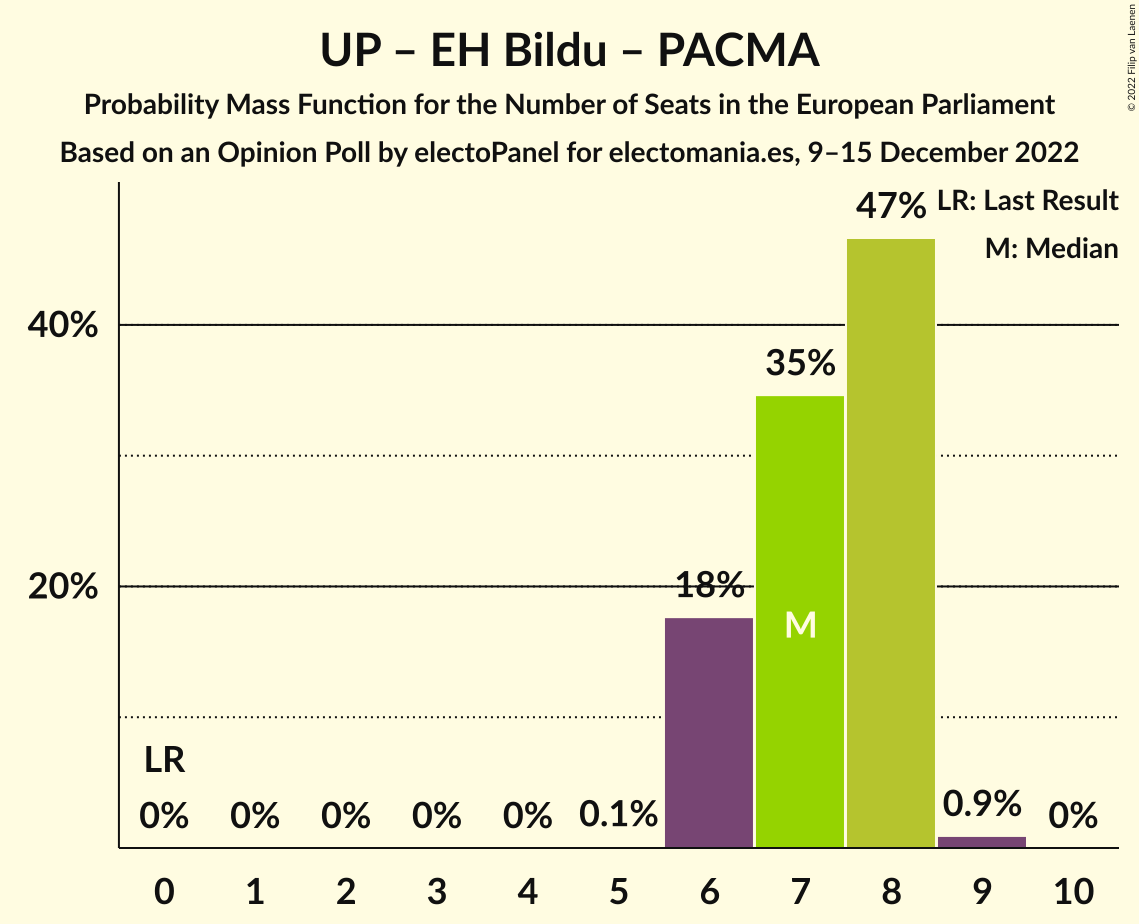 UP – EH Bildu – PACMA
Probability Mass Function for the Number of Seats in the European Parliament
Based on an Opinion Poll by electoPanel for electomania.es, 9–15 December 2022
© 2022 Filip van Laenen
LR: Last Result
M: Median
47%
40%
35%
20%
18%
M
LR
0% 0% 0% 0% 0% 0.1% 0.9% 0%
0 1 2 3 4 5 6 7 8 9 10